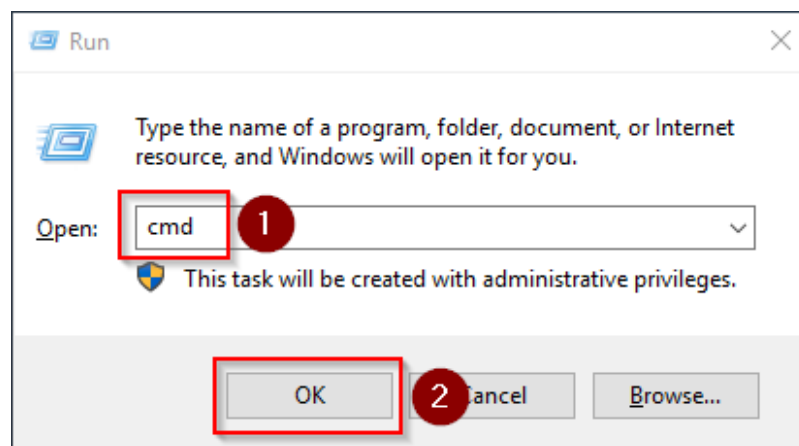 Run
Type the name of a program, folder, document, or Internet
resource, and Windows will open it for you.
Open: cmd 1
This task will be created with administrative privileges.
OK 2 ancel Browse...